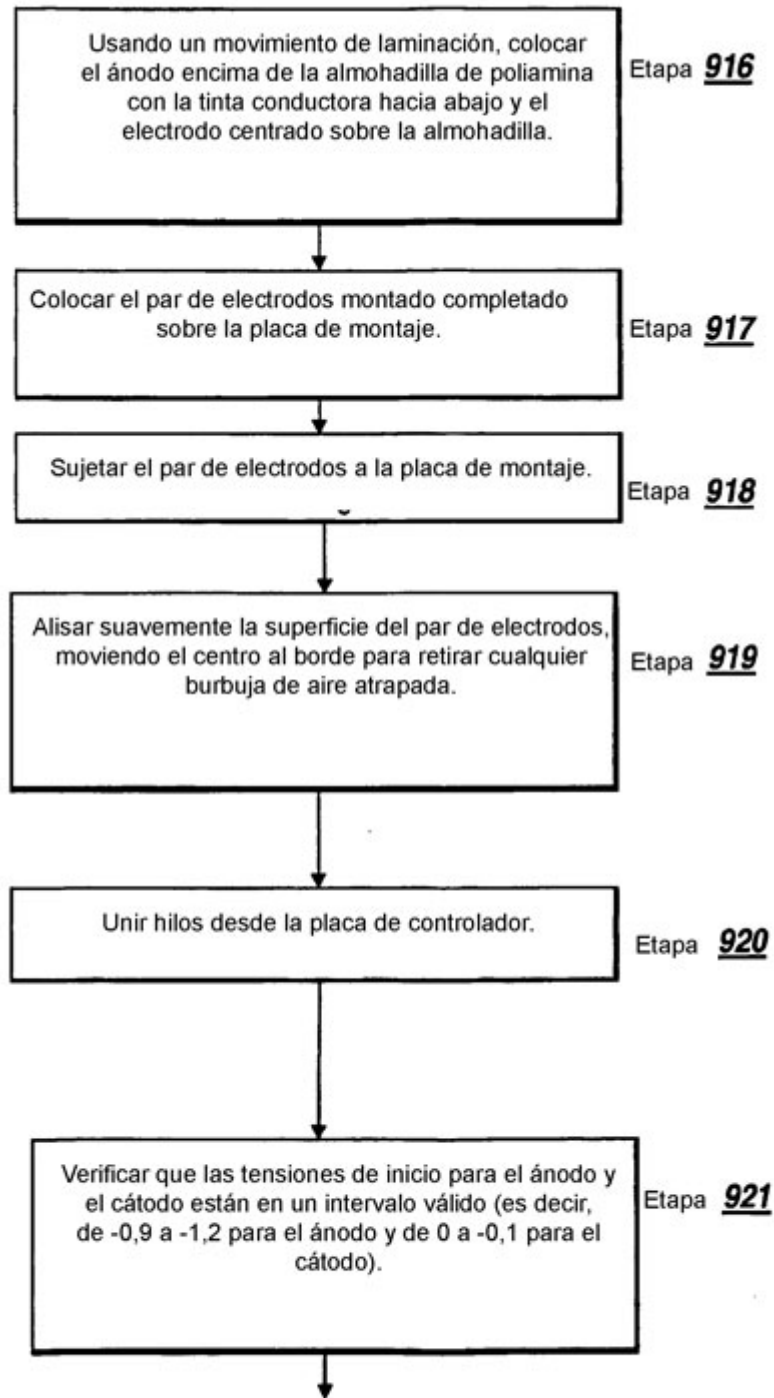 Usando un movimiento de laminación, colocar
el ánodo encima de la almohadilla de poliamina
con la tinta conductora hacia abajo y el
electrodo centrado sobre la almohadilla.
Etapa 916
Colocar el par de electrodos montado completado
sobre la placa de montaje.
Etapa 917
Sujetar el par de electrodos a la placa de montaje.
Etapa 918
Alisar suavemente la superficie del par de electrodos,
moviendo el centro al borde para retirar cualquier
burbuja de aire atrapada.
Etapa 919
Unir hilos desde la placa de controlador.
Etapa 920
Verificar que las tensiones de inicio para el ánodo y
el cátodo están en un intervalo válido (es decir,
de -0,9 a -1,2 para el ánodo y de 0 a -0,1 para el
cátodo).
Etapa 921